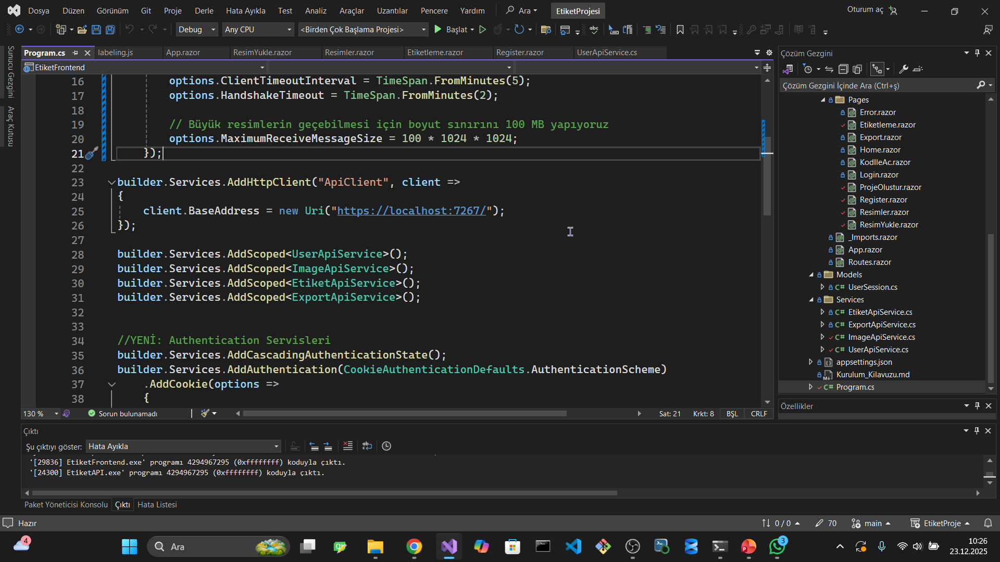 Dosya Düzen Görünüm Git Proje Derle Hata Ayıkla Test Analiz Araçlar Uzantılar Pencere Yardım Ara EtiketProjesi Oturum aç
Debug Any CPU <Birden Çok Başlama Projesi> Başlat
Sunucu Gezgini
Araç Kutusu
Program.cs labeling.js App.razor ResimYukle.razor Resimler.razor Etiketleme.razor Register.razor UserApiService.cs
EtiketFrontend
16 options.ClientTimeoutInterval = TimeSpan.FromMinutes(5);
17 options.HandshakeTimeout = TimeSpan.FromMinutes(2);
18
19 // Büyük resimlerin geçebilmesi için boyut sınırını 100 MB yapıyoruz
20 options.MaximumReceiveMessageSize = 100 * 1024 * 1024;
21 });
22
23 builder.Services.AddHttpClient("ApiClient", client =>
24 {
25 client.BaseAddress = new Uri("https://localhost:7267/");
26 });
27
28 builder.Services.AddScoped<UserApiService>();
29 builder.Services.AddScoped<ImageApiService>();
30 builder.Services.AddScoped<EtiketApiService>();
31 builder.Services.AddScoped<ExportApiService>();
32
33
34 //YENİ: Authentication Servisleri
35 builder.Services.AddCascadingAuthenticationState();
36 builder.Services.AddAuthentication(CookieAuthenticationDefaults.AuthenticationScheme)
37 .AddCookie(options =>
38 {
130 % Sorun bulunamadı Sat: 21 Krkt: 8 BŞL CRLF
Çözüm Gezgini
Çözüm Gezgini İçinde Ara (Ctrl+ş)
Pages
Error.razor
Etiketleme.razor
Export.razor
Home.razor
KodIleAc.razor
Login.razor
ProjeOlustur.razor
Register.razor
Resimler.razor
ResimYukle.razor
_Imports.razor
App.razor
Routes.razor
Models
C# UserSession.cs
Services
C# EtiketApiService.cs
C# ExportApiService.cs
C# ImageApiService.cs
C# UserApiService.cs
appsettings.json
Kurulum_Kilavuzu.md
C# Program.cs
Özellikler
Çıktı
Şu çıktıyı göster: Hata Ayıkla
'[29836] EtiketFrontend.exe' programı 4294967295 (0xffffffff) koduyla çıktı.
'[24300] EtiketAPI.exe' programı 4294967295 (0xffffffff) koduyla çıktı.
Paket Yöneticisi Konsolu Çıktı Hata Listesi
Hazır 0 / 0 70 main EtiketProje
4 Ara 3 10:26
23.12.2025